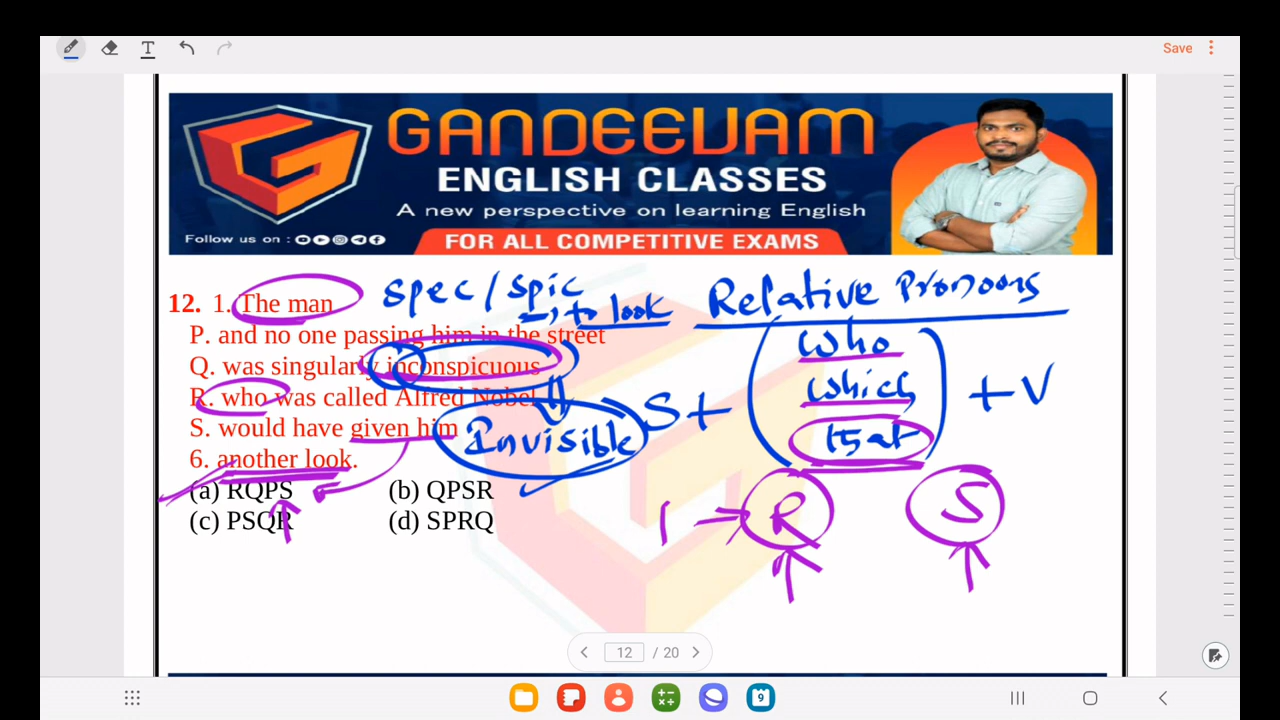 T
Save
GANDEEVAM
ENGLISH CLASSES
A new perspective on learning English
Follow us on :
FOR ALL COMPETITIVE EXAMS
12. 1. The man
spec / spic
→ to look
Relative Pronouns
P. and no one passing him in the street
Q. was singularly inconspicuous
R. who was called Alfred Nobel
S. would have given him
6. another look.
Invisible
S + ( who
which
that ) + V
(a) RQPS (b) QPSR
(c) PSQR (d) SPRQ
1 → R S
12 / 20
9